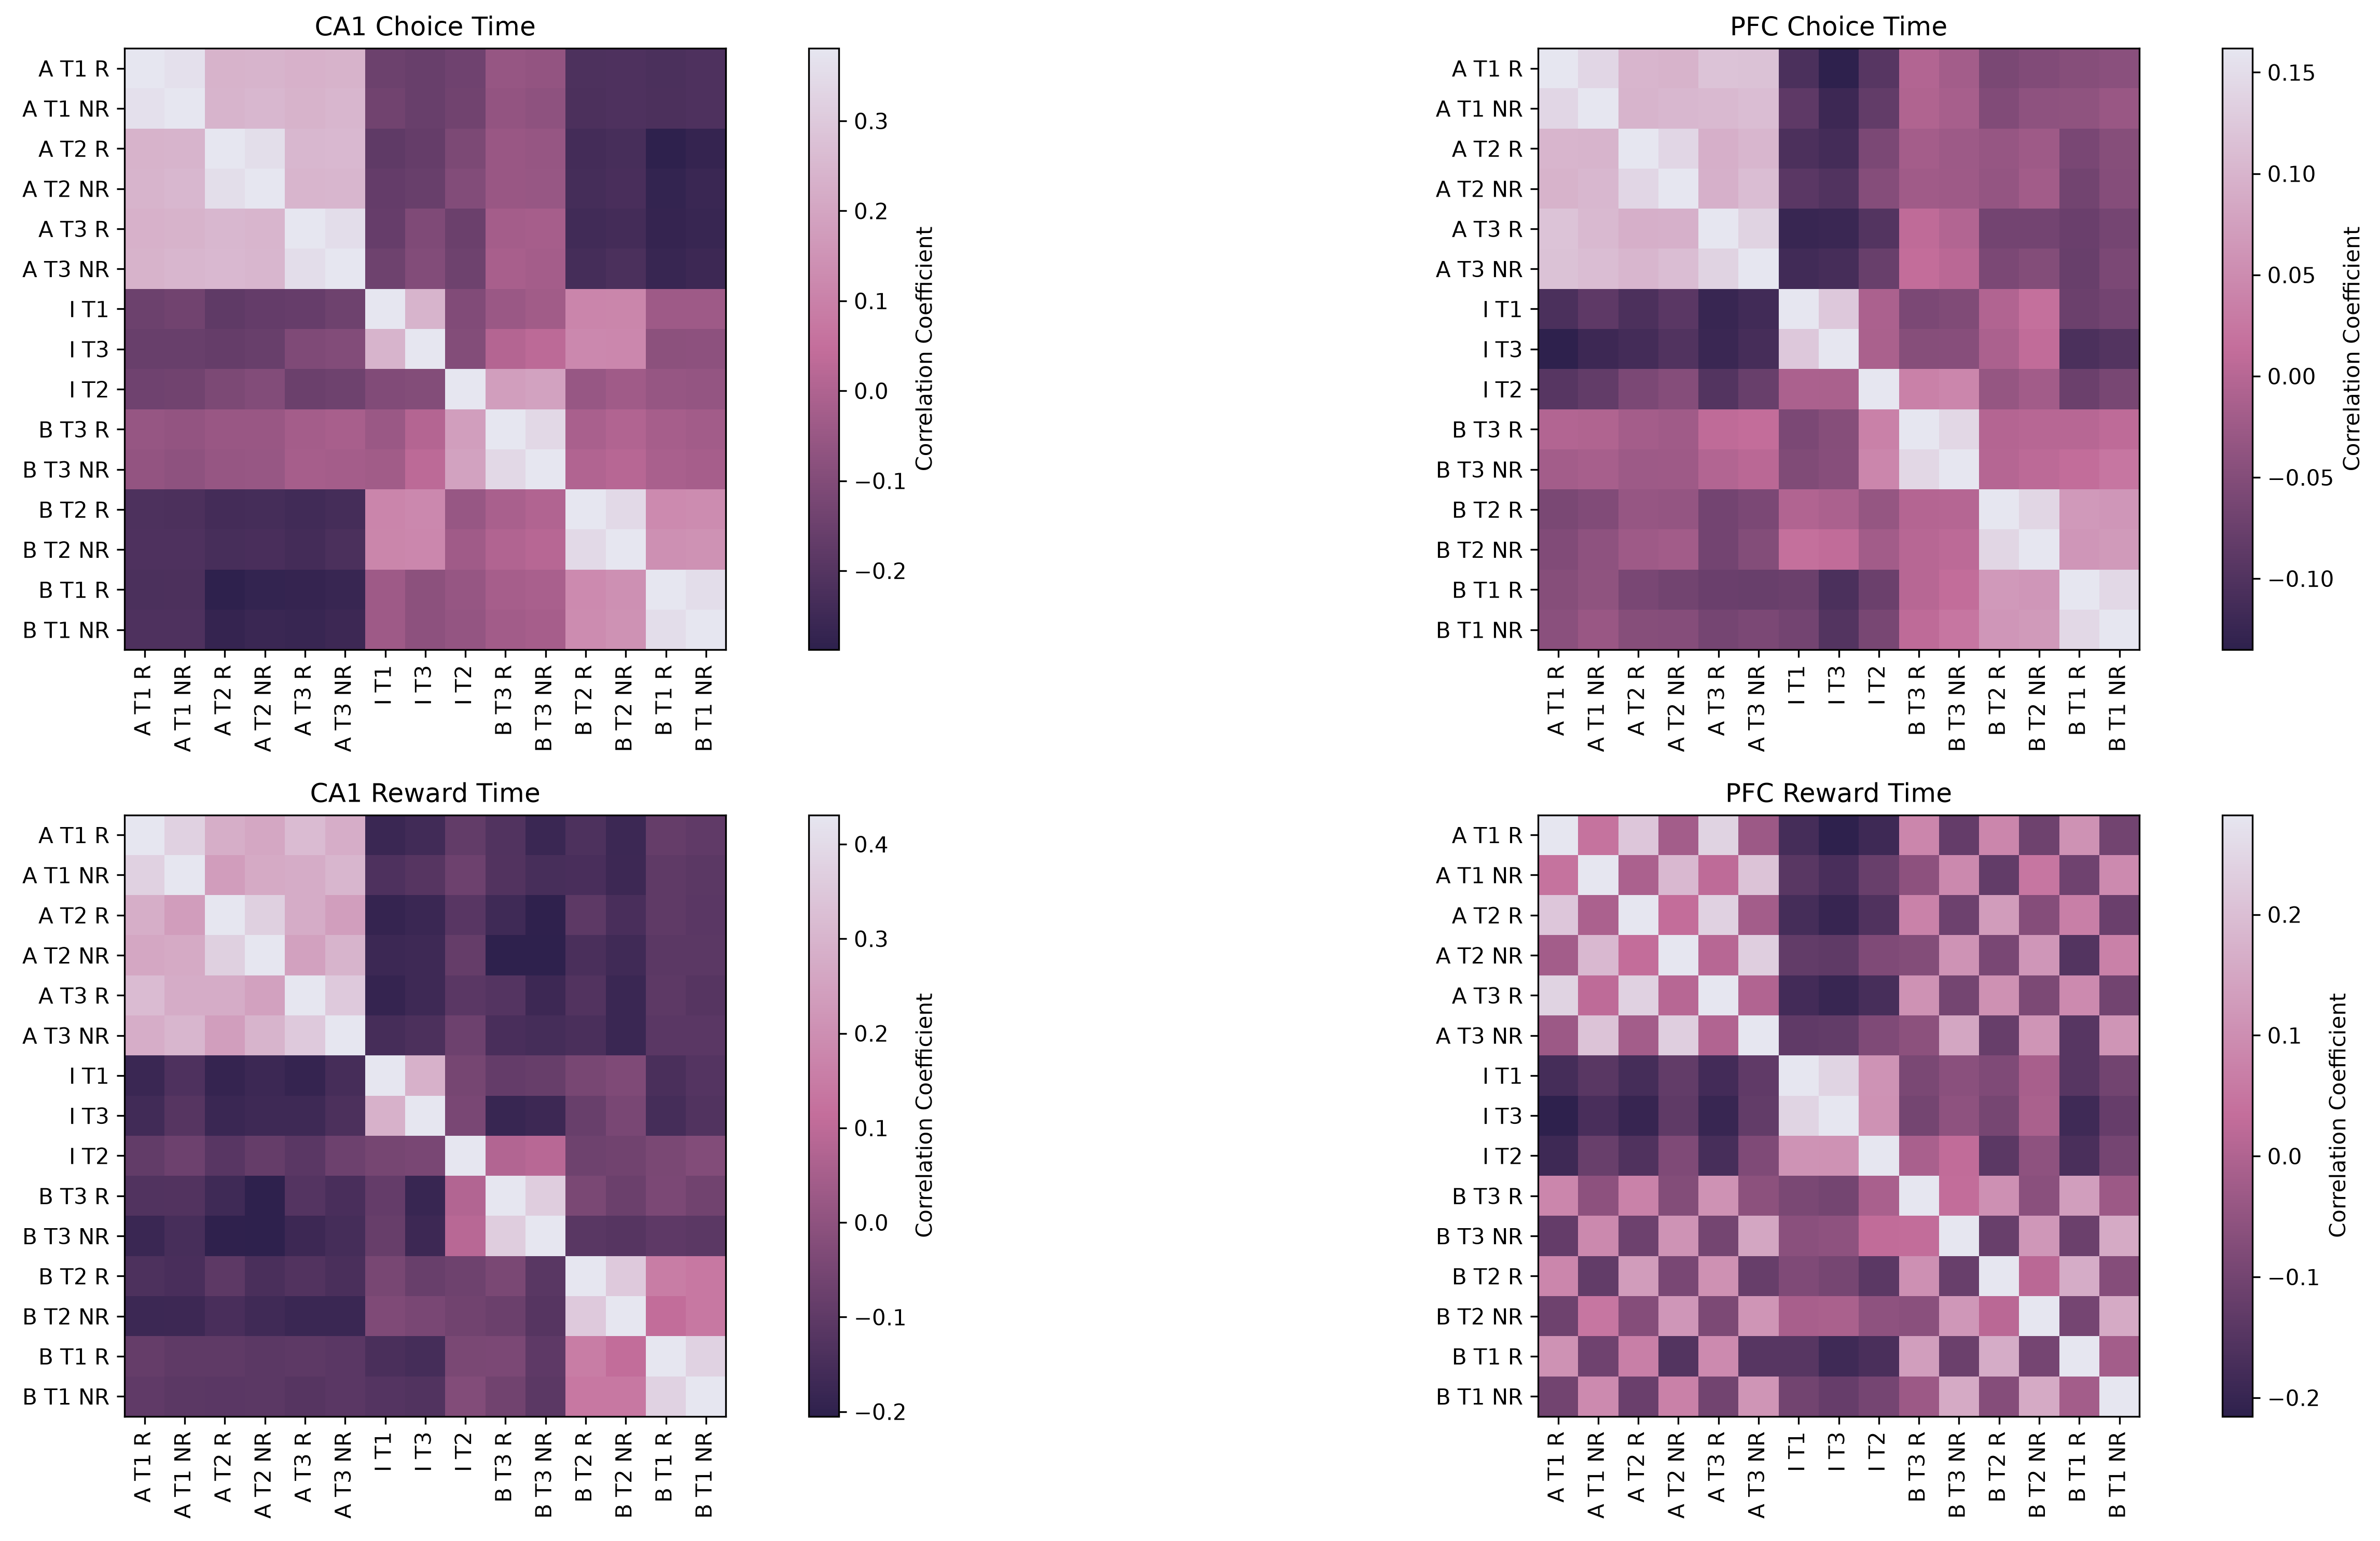 CA1 Choice Time
A T1 R
A T1 NR
A T2 R
A T2 NR
A T3 R
A T3 NR
I T1
I T3
I T2
B T3 R
B T3 NR
B T2 R
B T2 NR
B T1 R
B T1 NR
A T1 R
A T1 NR
A T2 R
A T2 NR
A T3 R
A T3 NR
I T1
I T3
I T2
B T3 R
B T3 NR
B T2 R
B T2 NR
B T1 R
B T1 NR
0.3
0.2
0.1
0.0
−0.1
−0.2
Correlation Coefficient
PFC Choice Time
A T1 R
A T1 NR
A T2 R
A T2 NR
A T3 R
A T3 NR
I T1
I T3
I T2
B T3 R
B T3 NR
B T2 R
B T2 NR
B T1 R
B T1 NR
A T1 R
A T1 NR
A T2 R
A T2 NR
A T3 R
A T3 NR
I T1
I T3
I T2
B T3 R
B T3 NR
B T2 R
B T2 NR
B T1 R
B T1 NR
0.15
0.10
0.05
0.00
−0.05
−0.10
Correlation Coefficient
CA1 Reward Time
A T1 R
A T1 NR
A T2 R
A T2 NR
A T3 R
A T3 NR
I T1
I T3
I T2
B T3 R
B T3 NR
B T2 R
B T2 NR
B T1 R
B T1 NR
A T1 R
A T1 NR
A T2 R
A T2 NR
A T3 R
A T3 NR
I T1
I T3
I T2
B T3 R
B T3 NR
B T2 R
B T2 NR
B T1 R
B T1 NR
0.4
0.3
0.2
0.1
0.0
−0.1
−0.2
Correlation Coefficient
PFC Reward Time
A T1 R
A T1 NR
A T2 R
A T2 NR
A T3 R
A T3 NR
I T1
I T3
I T2
B T3 R
B T3 NR
B T2 R
B T2 NR
B T1 R
B T1 NR
A T1 R
A T1 NR
A T2 R
A T2 NR
A T3 R
A T3 NR
I T1
I T3
I T2
B T3 R
B T3 NR
B T2 R
B T2 NR
B T1 R
B T1 NR
0.2
0.1
0.0
−0.1
−0.2
Correlation Coefficient